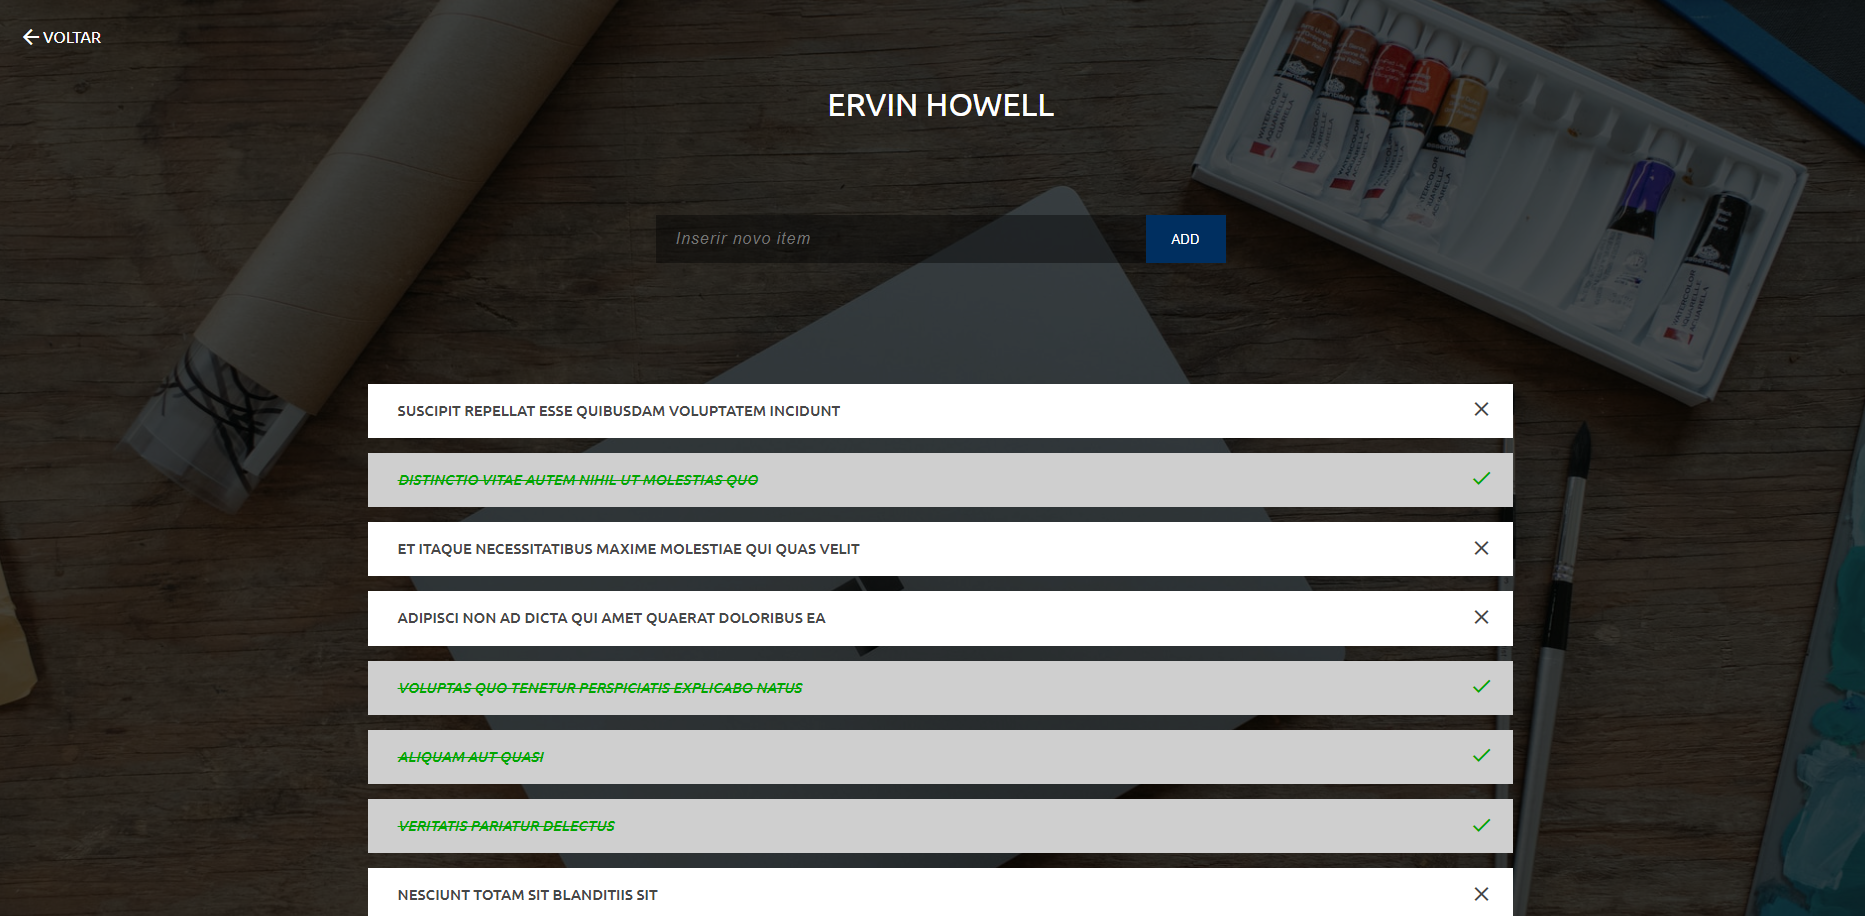 VOLTAR
ERVIN HOWELL
Inserir novo item
ADD
SUSCIPIT REPELLAT ESSE QUIBUSDAM VOLUPTATEM INCIDUNT
DISTINCTIO VITAE AUTEM NIHIL UT MOLESTIAS QUO
ET ITAQUE NECESSITATIBUS MAXIME MOLESTIAE QUI QUAS VELIT
ADIPISCI NON AD DICTA QUI AMET QUAERAT DOLORIBUS EA
VOLUPTAS QUO TENETUR PERSPICIATIS EXPLICABO NATUS
ALIQUAM AUT QUASI
VERITATIS PARIATUR DELECTUS
NESCIUNT TOTAM SIT BLANDITIIS SIT